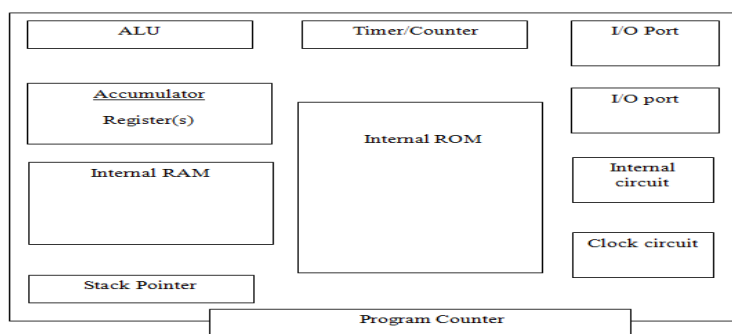 ALU
Timer/Counter
I/O Port
Accumulator
Register(s)
I/O port
Internal ROM
Internal RAM
Internal
circuit
Clock circuit
Stack Pointer
Program Counter